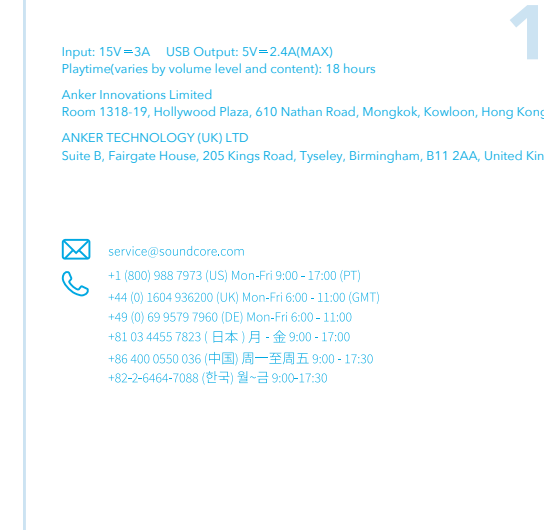 1
Input: 15V⎓3A USB Output: 5V⎓2.4A(MAX)
Playtime(varies by volume level and content): 18 hours
Anker Innovations Limited
Room 1318-19, Hollywood Plaza, 610 Nathan Road, Mongkok, Kowloon, Hong Kong
ANKER TECHNOLOGY (UK) LTD
Suite B, Fairgate House, 205 Kings Road, Tyseley, Birmingham, B11 2AA, United Kin
service@soundcore.com
+1 (800) 988 7973 (US) Mon-Fri 9:00 - 17:00 (PT)
+44 (0) 1604 936200 (UK) Mon-Fri 6:00 - 11:00 (GMT)
+49 (0) 69 9579 7960 (DE) Mon-Fri 6:00 - 11:00
+81 03 4455 7823 ( 日本 ) 月 - 金 9:00 - 17:00
+86 400 0550 036 (中国) 周一至周五 9:00 - 17:30
+82-2-6464-7088 (한국) 월~금 9:00-17:30